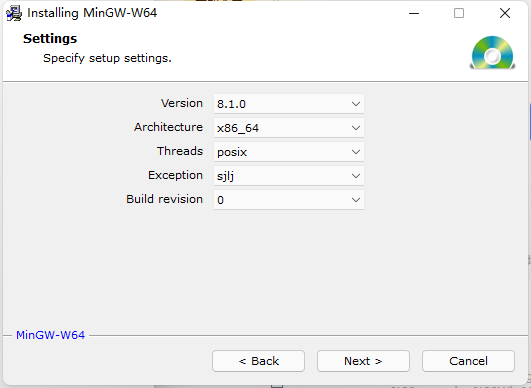 Installing MinGW-W64
Settings
Specify setup settings.
Version 8.1.0
Architecture x86_64
Threads posix
Exception sjlj
Build revision 0
MinGW-W64
< Back Next > Cancel